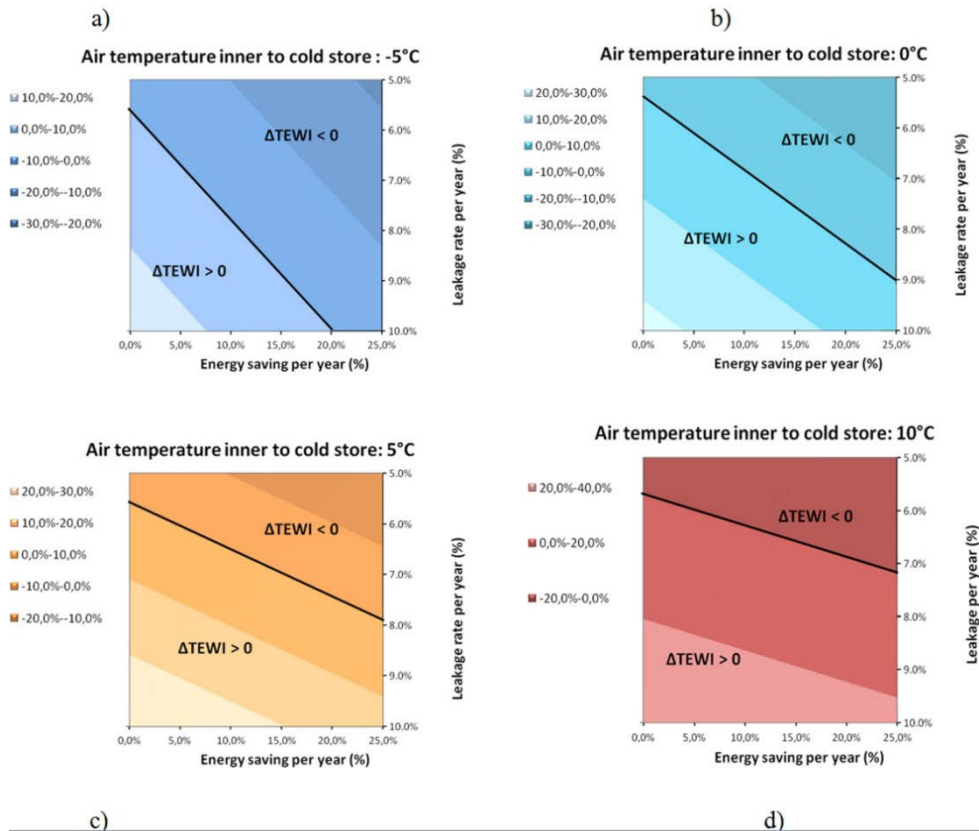 a)
b)
Air temperature inner to cold store : -5°C
10,0%-20,0%
0,0%-10,0%
-10,0%-0,0%
-20,0%--10,0%
-30,0%--20,0%
ΔTEWI < 0
ΔTEWI > 0
5.0%
6.0%
7.0%
8.0%
9.0%
10.0%
Leakage rate per year (%)
0,0% 5,0% 10,0% 15,0% 20,0% 25,0%
Energy saving per year (%)
Air temperature inner to cold store: 0°C
20,0%-30,0%
10,0%-20,0%
0,0%-10,0%
-10,0%-0,0%
-20,0%--10,0%
-30,0%--20,0%
ΔTEWI < 0
ΔTEWI > 0
5.0%
6.0%
7.0%
8.0%
9.0%
10.0%
Leakage rate per year (%)
0,0% 5,0% 10,0% 15,0% 20,0% 25,0%
Energy saving per year (%)
Air temperature inner to cold store: 5°C
20,0%-30,0%
10,0%-20,0%
0,0%-10,0%
-10,0%-0,0%
-20,0%--10,0%
ΔTEWI < 0
ΔTEWI > 0
5.0%
6.0%
7.0%
8.0%
9.0%
10.0%
Leakage rate per year (%)
0,0% 5,0% 10,0% 15,0% 20,0% 25,0%
Energy saving per year (%)
Air temperature inner to cold store: 10°C
20,0%-40,0%
0,0%-20,0%
-20,0%-0,0%
ΔTEWI < 0
ΔTEWI > 0
5.0%
6.0%
7.0%
8.0%
9.0%
10.0%
Leakage per year (%)
0,0% 5,0% 10,0% 15,0% 20,0% 25,0%
Energy saving per year (%)
c)
d)